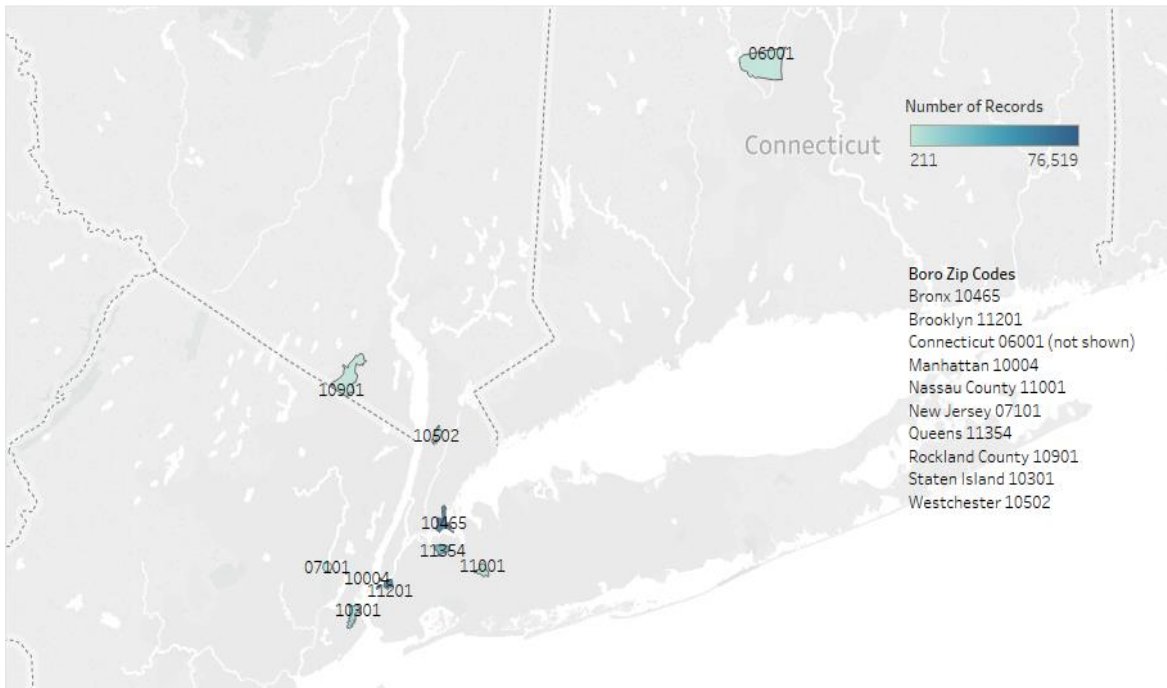 06001
Number of Records
211 76,519
Connecticut
Boro Zip Codes
Bronx 10465
Brooklyn 11201
Connecticut 06001 (not shown)
Manhattan 10004
Nassau County 11001
New Jersey 07101
Queens 11354
Rockland County 10901
Staten Island 10301
Westchester 10502
10901
10502
10465
11354
07101
11001
10004
11201
10301